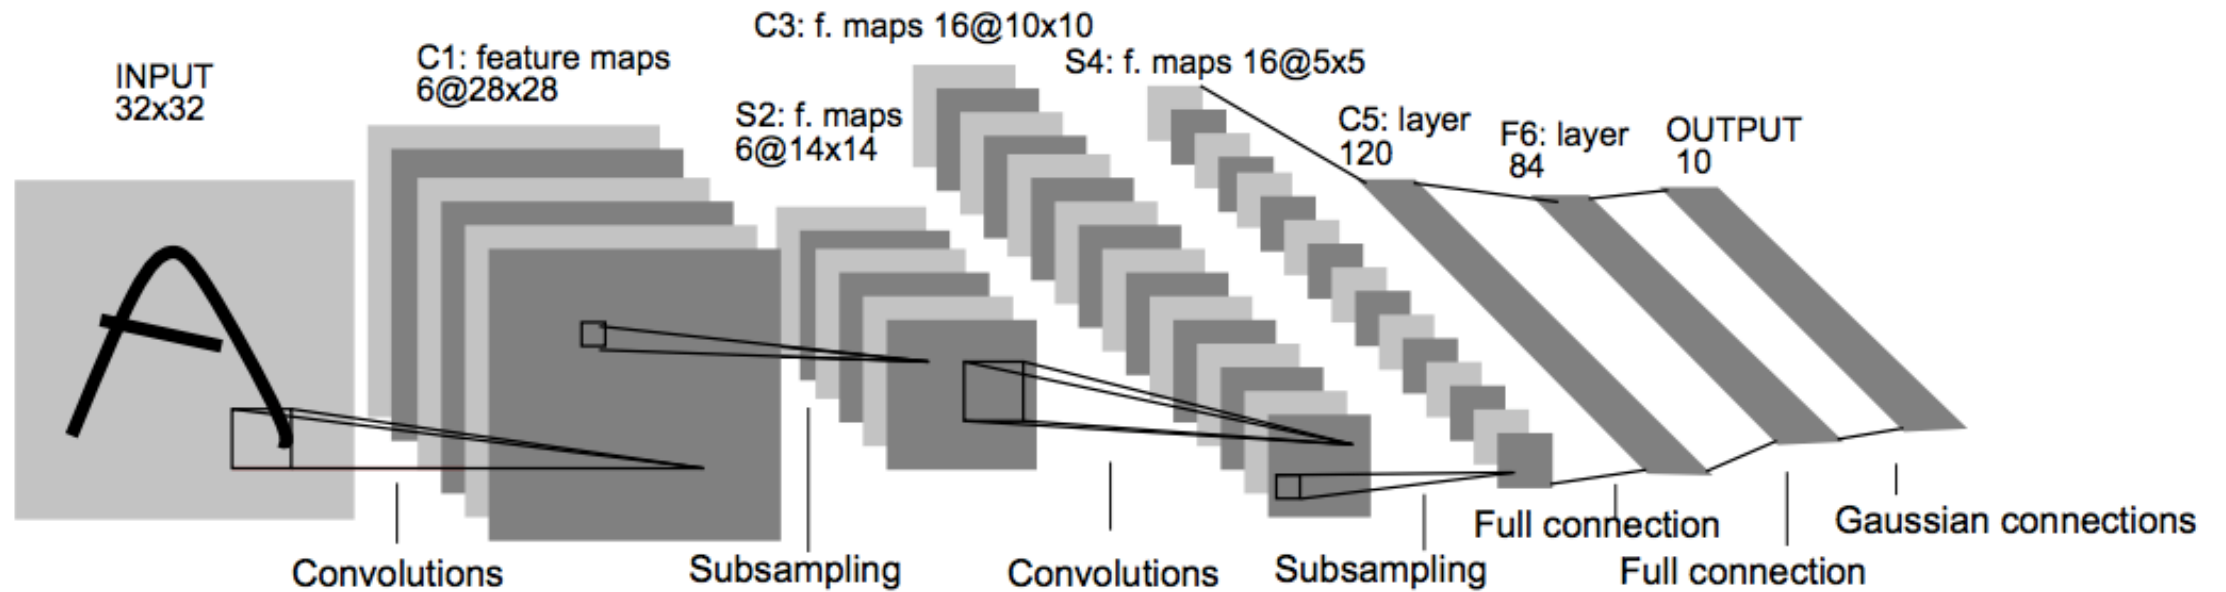 INPUT
32x32
C1: feature maps
6@28x28
S2: f. maps
6@14x14
C3: f. maps 16@10x10
S4: f. maps 16@5x5
C5: layer
120
F6: layer
84
OUTPUT
10
Convolutions
Subsampling
Convolutions
Subsampling
Full connection
Full connection
Gaussian connections